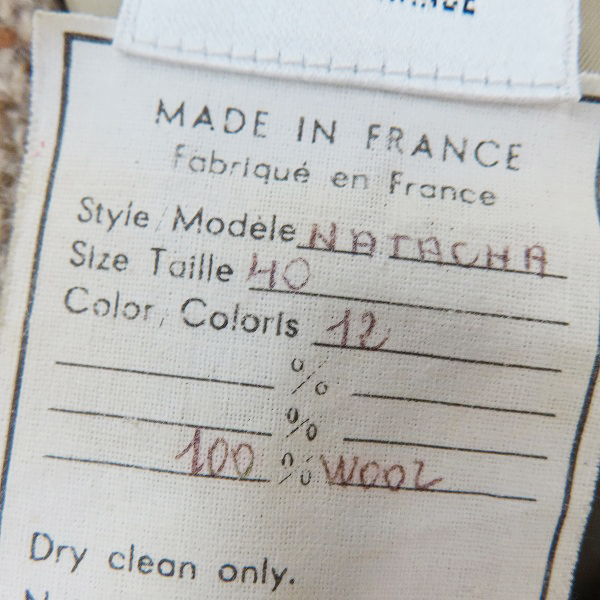 MADE IN FRANCE
Fabriqué en France
Style/Modèle NATACHA
Size Taille 40
Color, Coloris 12
%
%
100 % WOOL
Dry clean only.